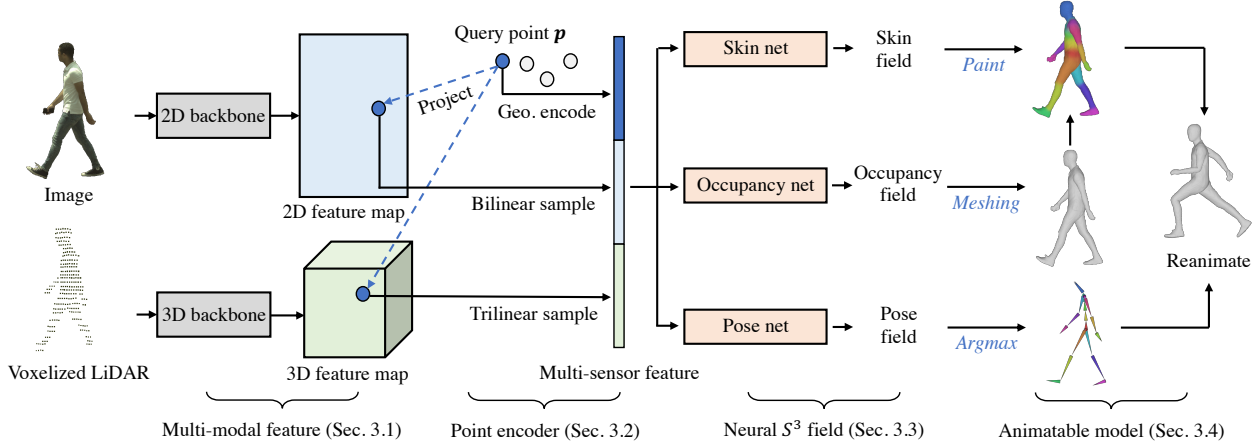 Image
Voxelized LiDAR
2D backbone
3D backbone
2D feature map
3D feature map
Query point p
Project
Geo. encode
Bilinear sample
Trilinear sample
Multi-sensor feature
Skin net
Occupancy net
Pose net
Skin
field
Occupancy
field
Pose
field
Paint
Meshing
Argmax
Reanimate
Multi-modal feature (Sec. 3.1)
Point encoder (Sec. 3.2)
Neural S³ field (Sec. 3.3)
Animatable model (Sec. 3.4)